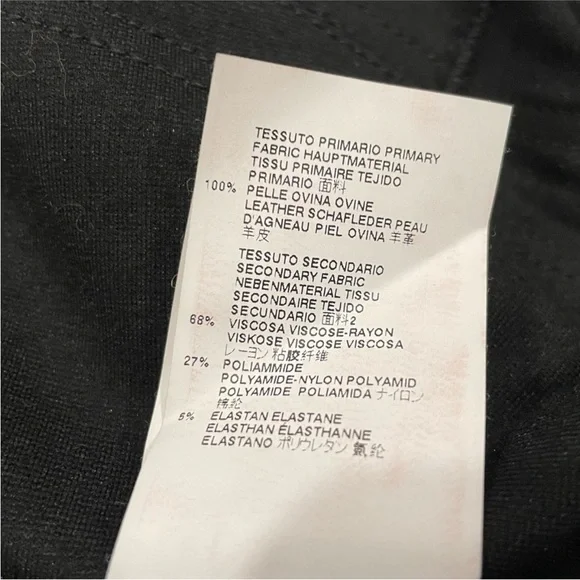 TESSUTO PRIMARIO PRIMARY
FABRIC HAUPTMATERIAL
TISSU PRIMAIRE TEJIDO
PRIMARIO 面料
100% PELLE OVINA OVINE
LEATHER SCHAFLEDER PEAU
D'AGNEAU PIEL OVINA 羊革
羊皮
TESSUTO SECONDARIO
SECONDARY FABRIC
NEBENMATERIAL TISSU
SECONDAIRE TEJIDO
SECUNDARIO 面料2
68% VISCOSA VISCOSE-RAYON
VISKOSE VISCOSE VISCOSA
レーヨン 粘胶纤维
27% POLIAMMIDE
POLYAMIDE-NYLON POLYAMID
POLYAMIDE POLIAMIDA ナイロン
锦纶
5% ELASTAN ELASTANE
ELASTHAN ÉLASTHANNE
ELASTANO ポリウレタン 氨纶